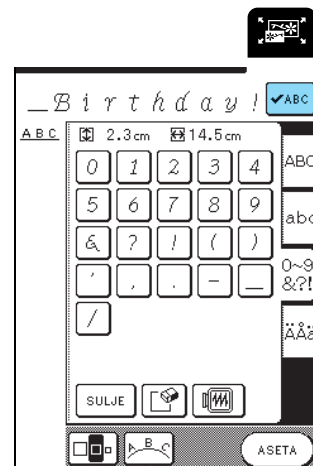 _Birthday!
✔ABC
ABC
2.3cm 14.5cm
0 1 2 3 4
ABC
5 6 7 8 9
abc
& ? ! ( )
0~9
&?!
' , . - _
/
ÄÅä
SULJE
A B C
ASETA